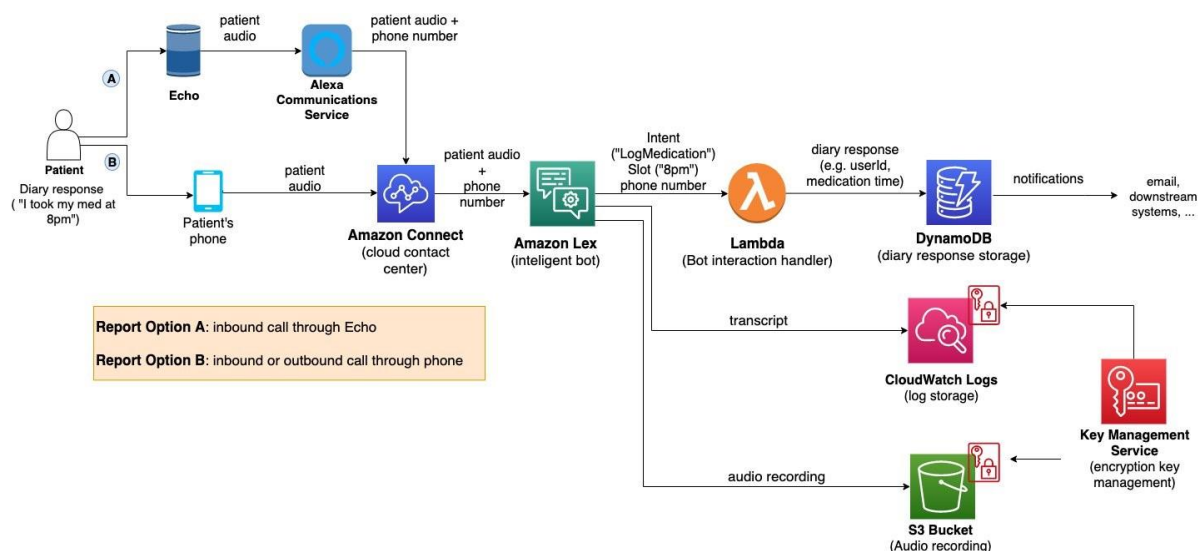 patient
audio
patient audio +
phone number
A
Echo
Alexa
Communications
Service
B
Patient
Diary response
( "I took my med at
8pm")
Patient's
phone
patient
audio
Amazon Connect
(cloud contact
center)
patient audio
+
phone
number
Amazon Lex
(inteligent bot)
Intent
("LogMedication")
Slot ("8pm")
phone number
Lambda
(Bot interaction handler)
diary response
(e.g. userId,
medication time)
DynamoDB
(diary response storage)
notifications
email,
downstream
systems, ...
Report Option A: inbound call through Echo
Report Option B: inbound or outbound call through phone
transcript
CloudWatch Logs
(log storage)
Key Management
Service
(encryption key
management)
audio recording
S3 Bucket
(Audio recording)